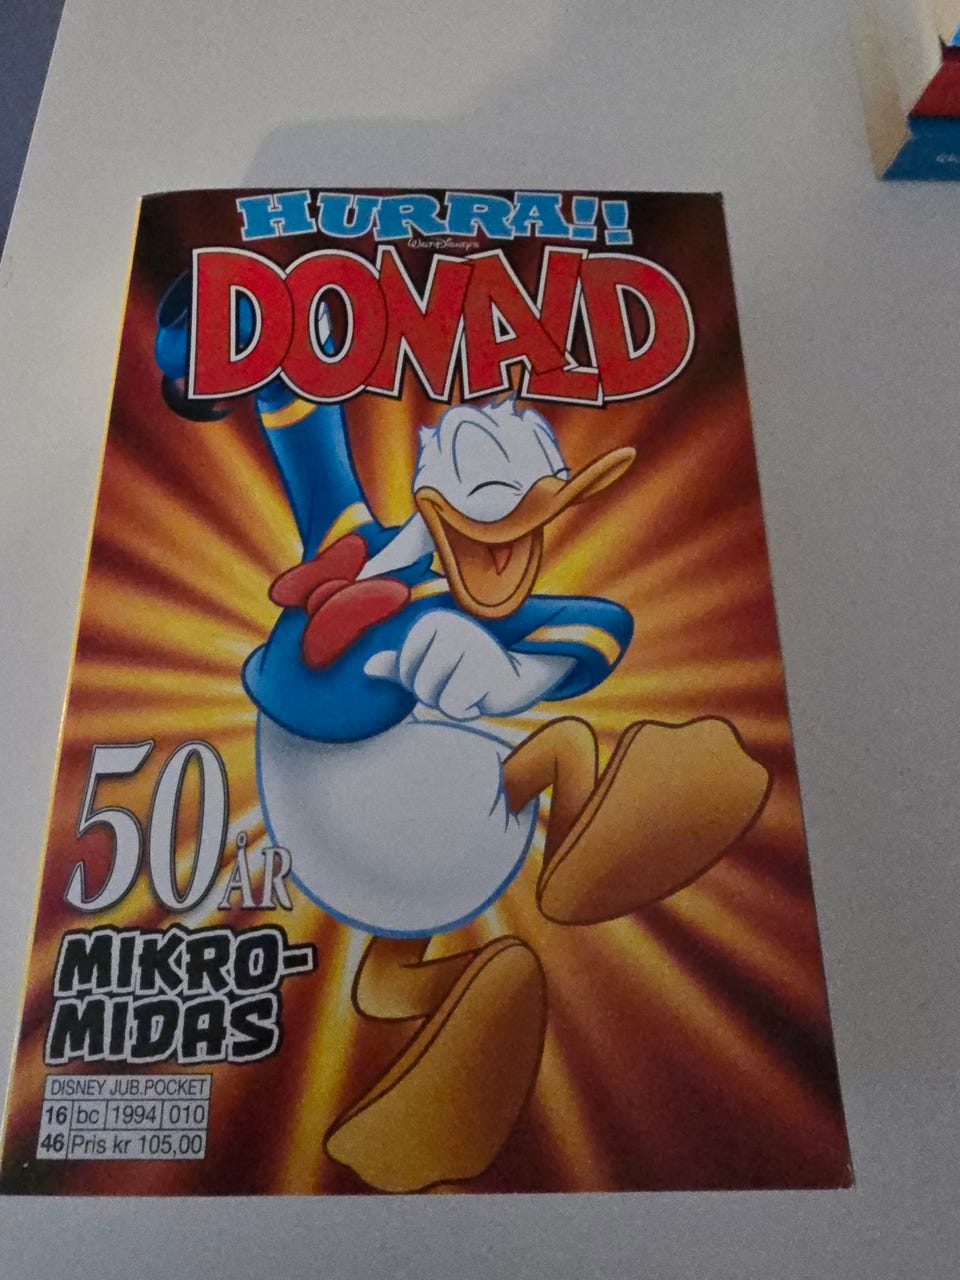 HURRA!!
WALT DISNEY'S
DONALD
50 ÅR
MIKRO-
MIDAS
DISNEY JUB.POCKET
16 bc 1994 010
46 Pris kr 105,00